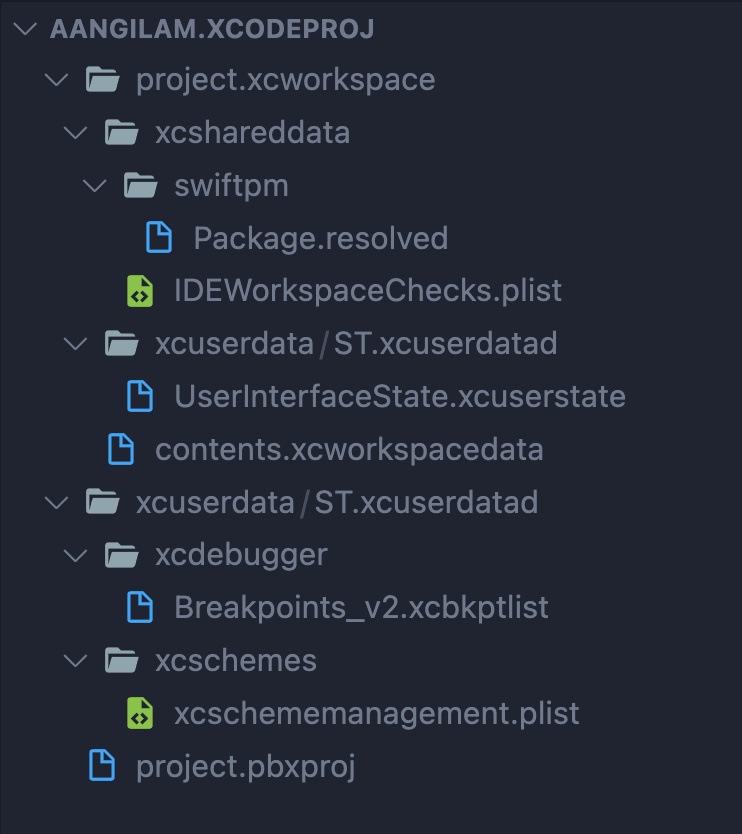 AANGILAM.XCODEPROJ
project.xcworkspace
xcshareddata
swiftpm
Package.resolved
IDEWorkspaceChecks.plist
xcuserdata/ST.xcuserdatad
UserInterfaceState.xcuserstate
contents.xcworkspacedata
xcuserdata/ST.xcuserdatad
xcdebugger
Breakpoints_v2.xcbkptlist
xcschemes
xcschememanagement.plist
project.pbxproj